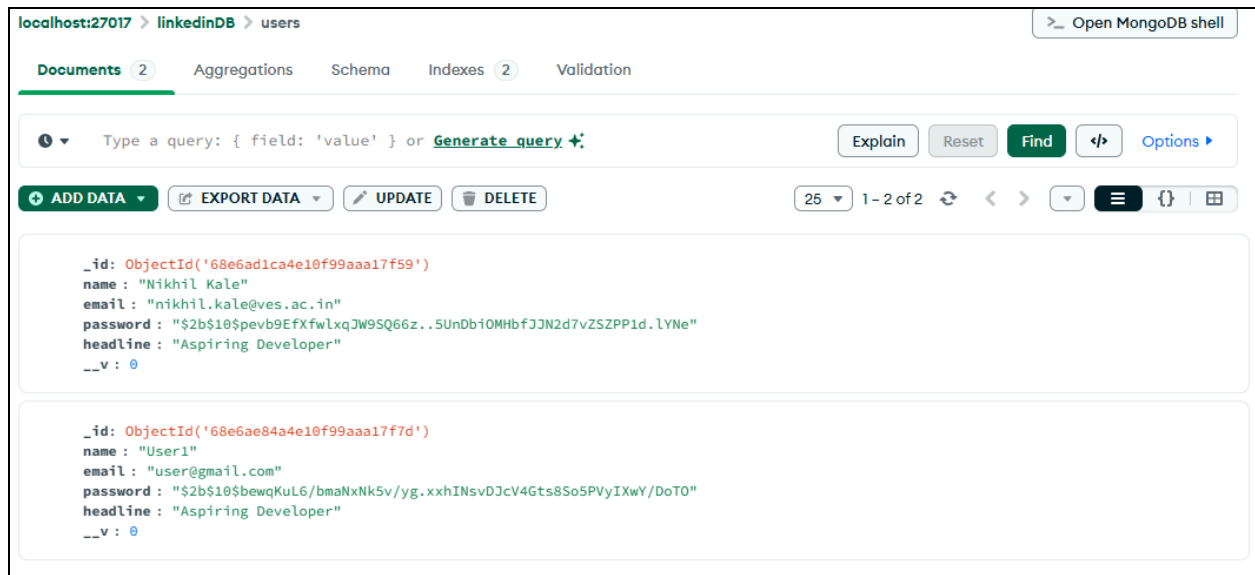 localhost:27017 > linkedinDB > users
>_ Open MongoDB shell
Documents 2 Aggregations Schema Indexes 2 Validation
Type a query: { field: 'value' } or Generate query
Explain Reset Find </> Options
ADD DATA EXPORT DATA UPDATE DELETE
25 1 – 2 of 2 {}
_id: ObjectId('68e6ad1ca4e10f99aaa17f59')
name : "Nikhil Kale"
email : "nikhil.kale@ves.ac.in"
password : "$2b$10$pevb9EfXfwlxqJW9SQ66z..5UnDbiOMHbfJJN2d7vZSZPP1d.lYNe"
headline : "Aspiring Developer"
__v : 0
_id: ObjectId('68e6ae84a4e10f99aaa17f7d')
name : "User1"
email : "user@gmail.com"
password : "$2b$10$bewqKuL6/bmaNxNk5v/yg.xxhINsvDJcV4Gts8So5PVyIXwY/DoTO"
headline : "Aspiring Developer"
__v : 0